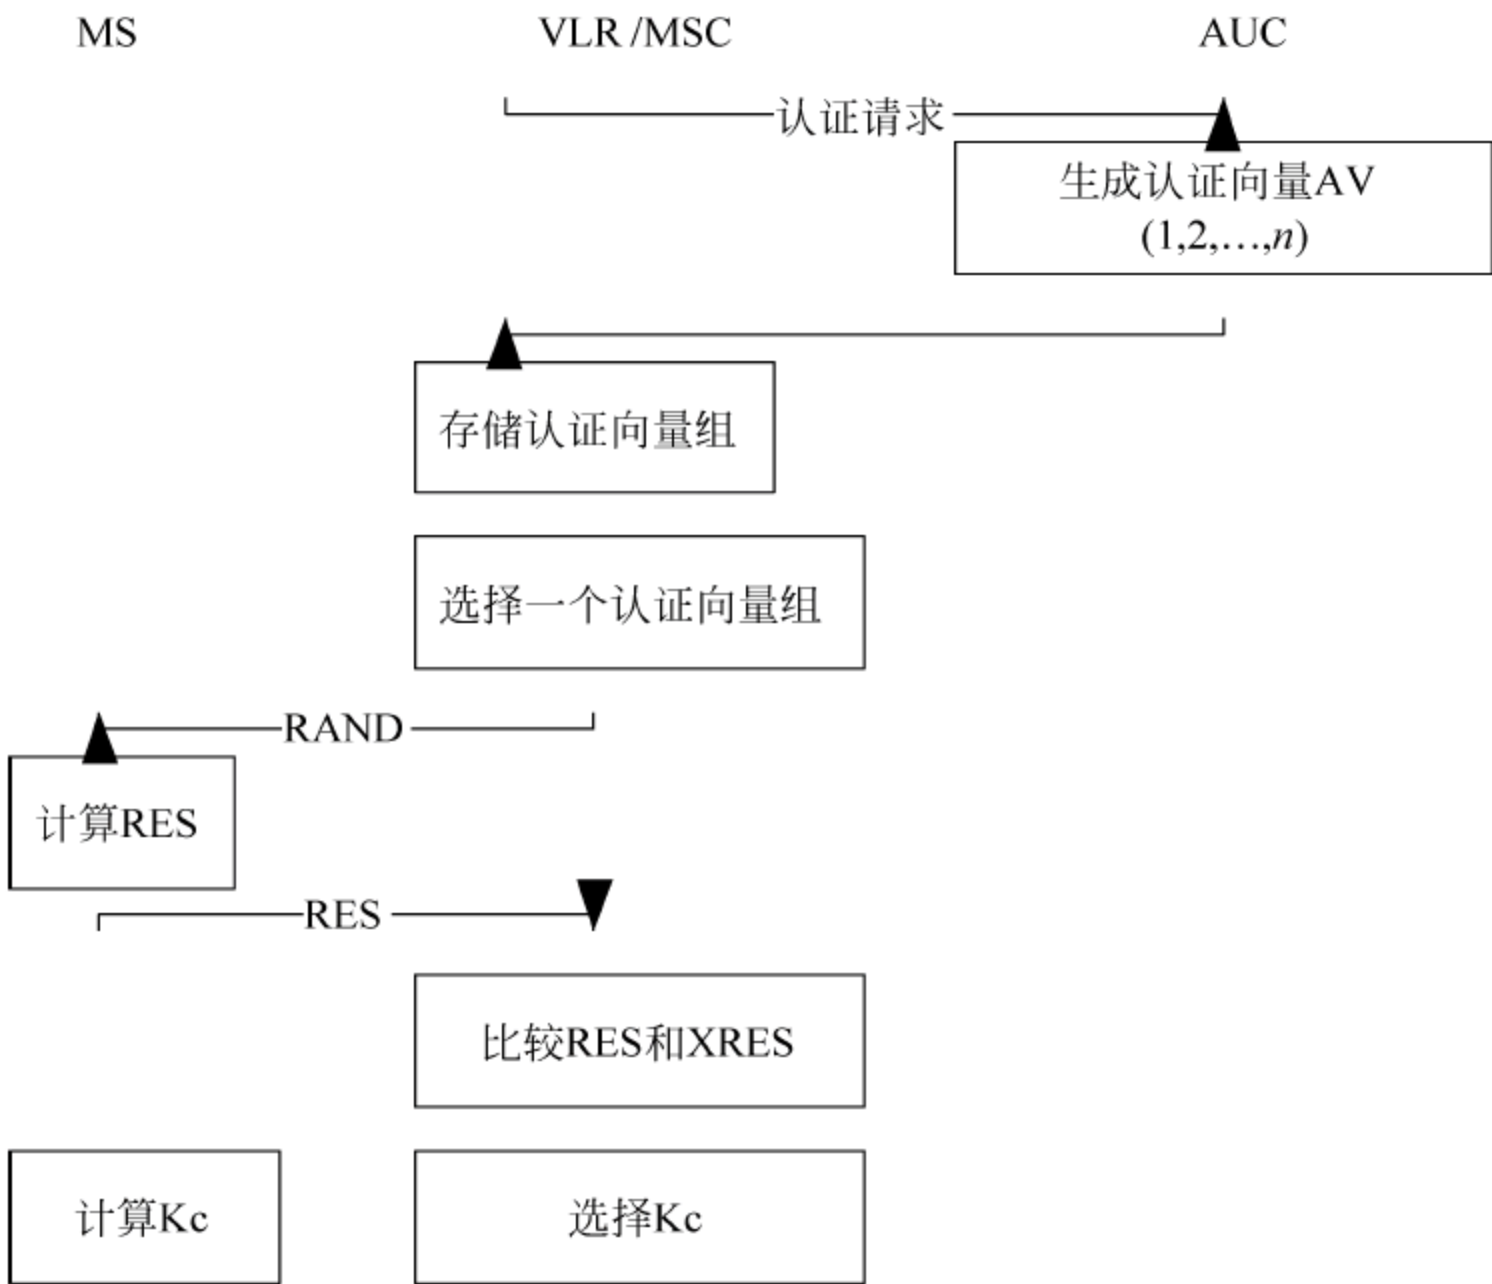 MS
VLR /MSC
AUC
认证请求
生成认证向量AV
(1,2,…,n)
存储认证向量组
选择一个认证向量组
RAND
计算RES
RES
比较RES和XRES
计算Kc
选择Kc